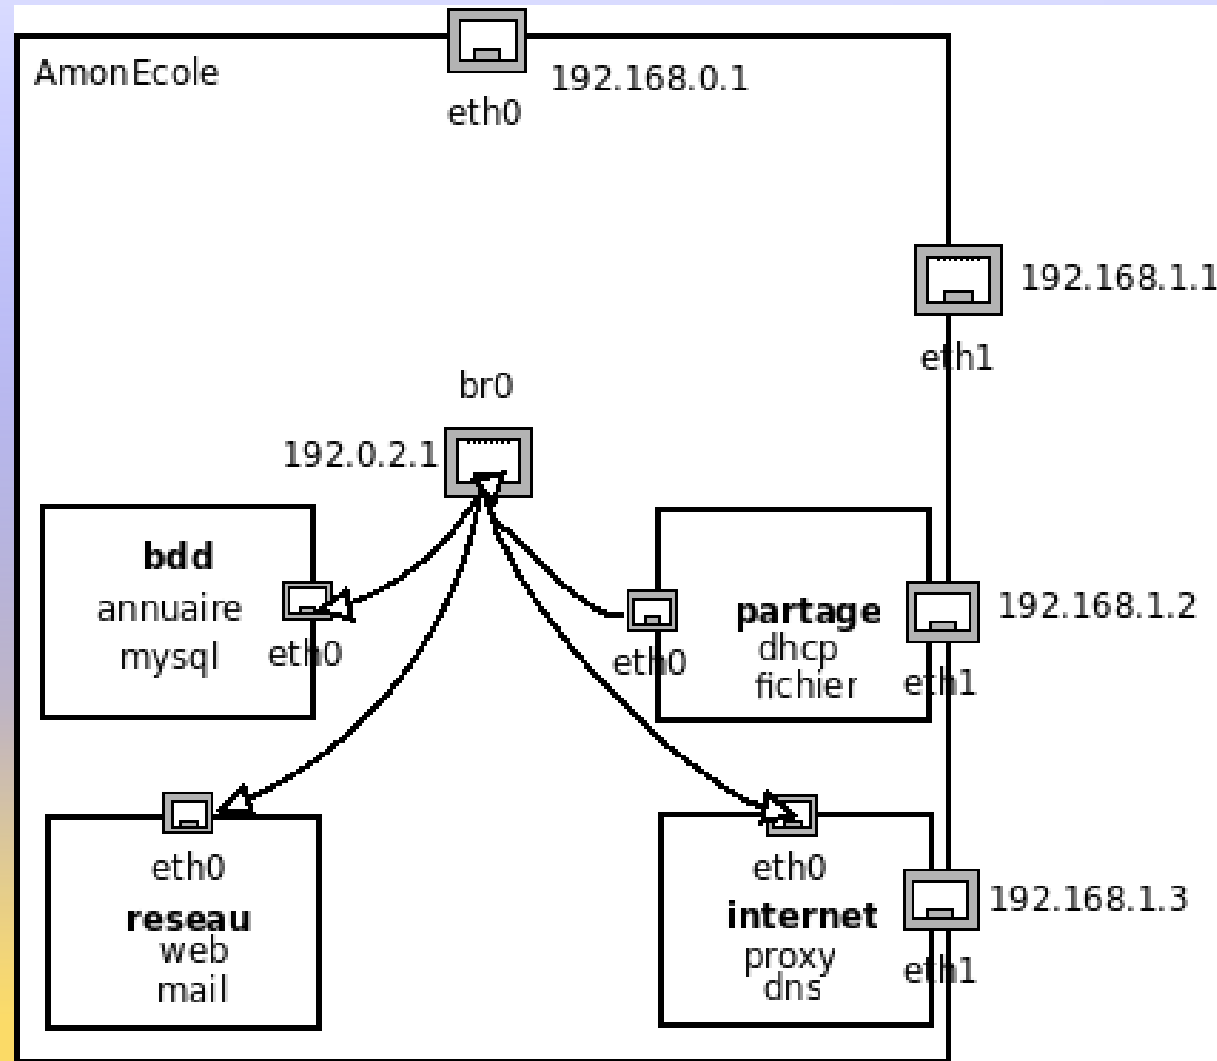 AmonEcole
192.168.0.1
eth0
192.168.1.1
eth1
br0
192.0.2.1
bdd
annuaire
mysql
eth0
partage
dhcp
fichier
eth0
192.168.1.2
eth1
eth0
reseau
web
mail
eth0
internet
proxy
dns
192.168.1.3
eth1